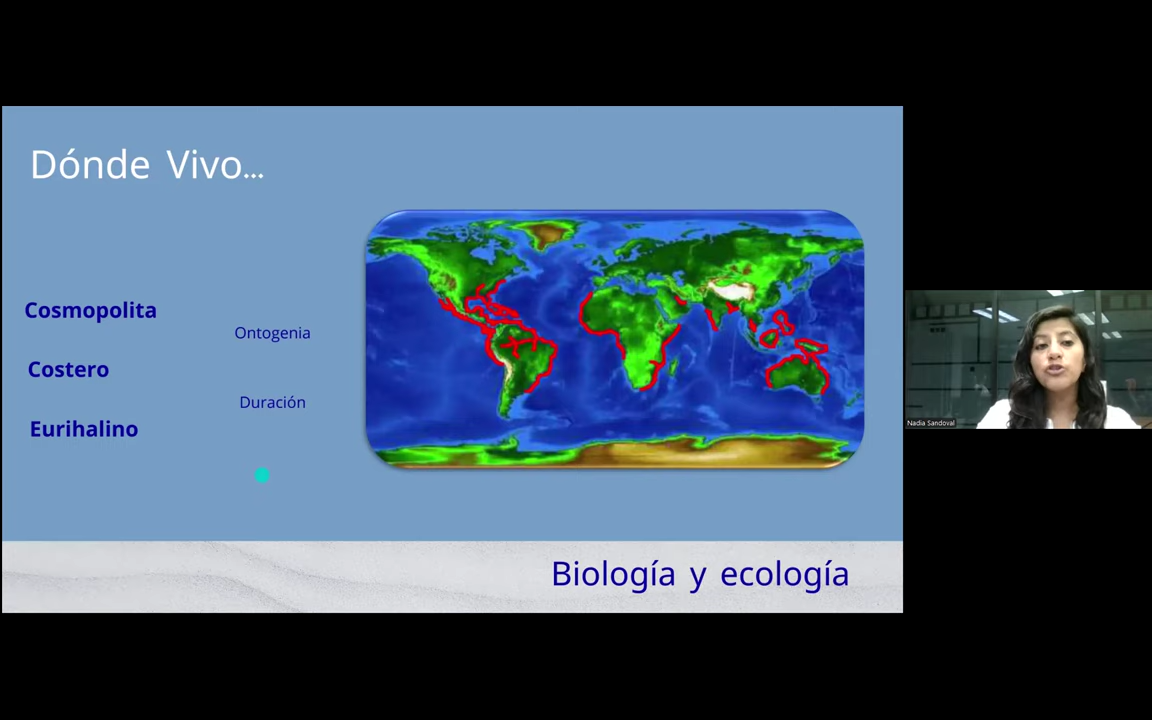 Dónde Vivo...
Cosmopolita
Ontogenia
Costero
Duración
Eurihalino
Biología y ecología
Nadia Sandoval